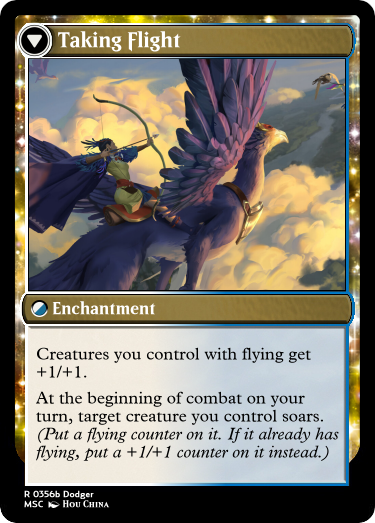 Taking Flight
Enchantment
Creatures you control with flying get
+1/+1.
At the beginning of combat on your
turn, target creature you control soars.
(Put a flying counter on it. If it already has
flying, put a +1/+1 counter on it instead.)
R 0356b Dodger
MSC Hou China